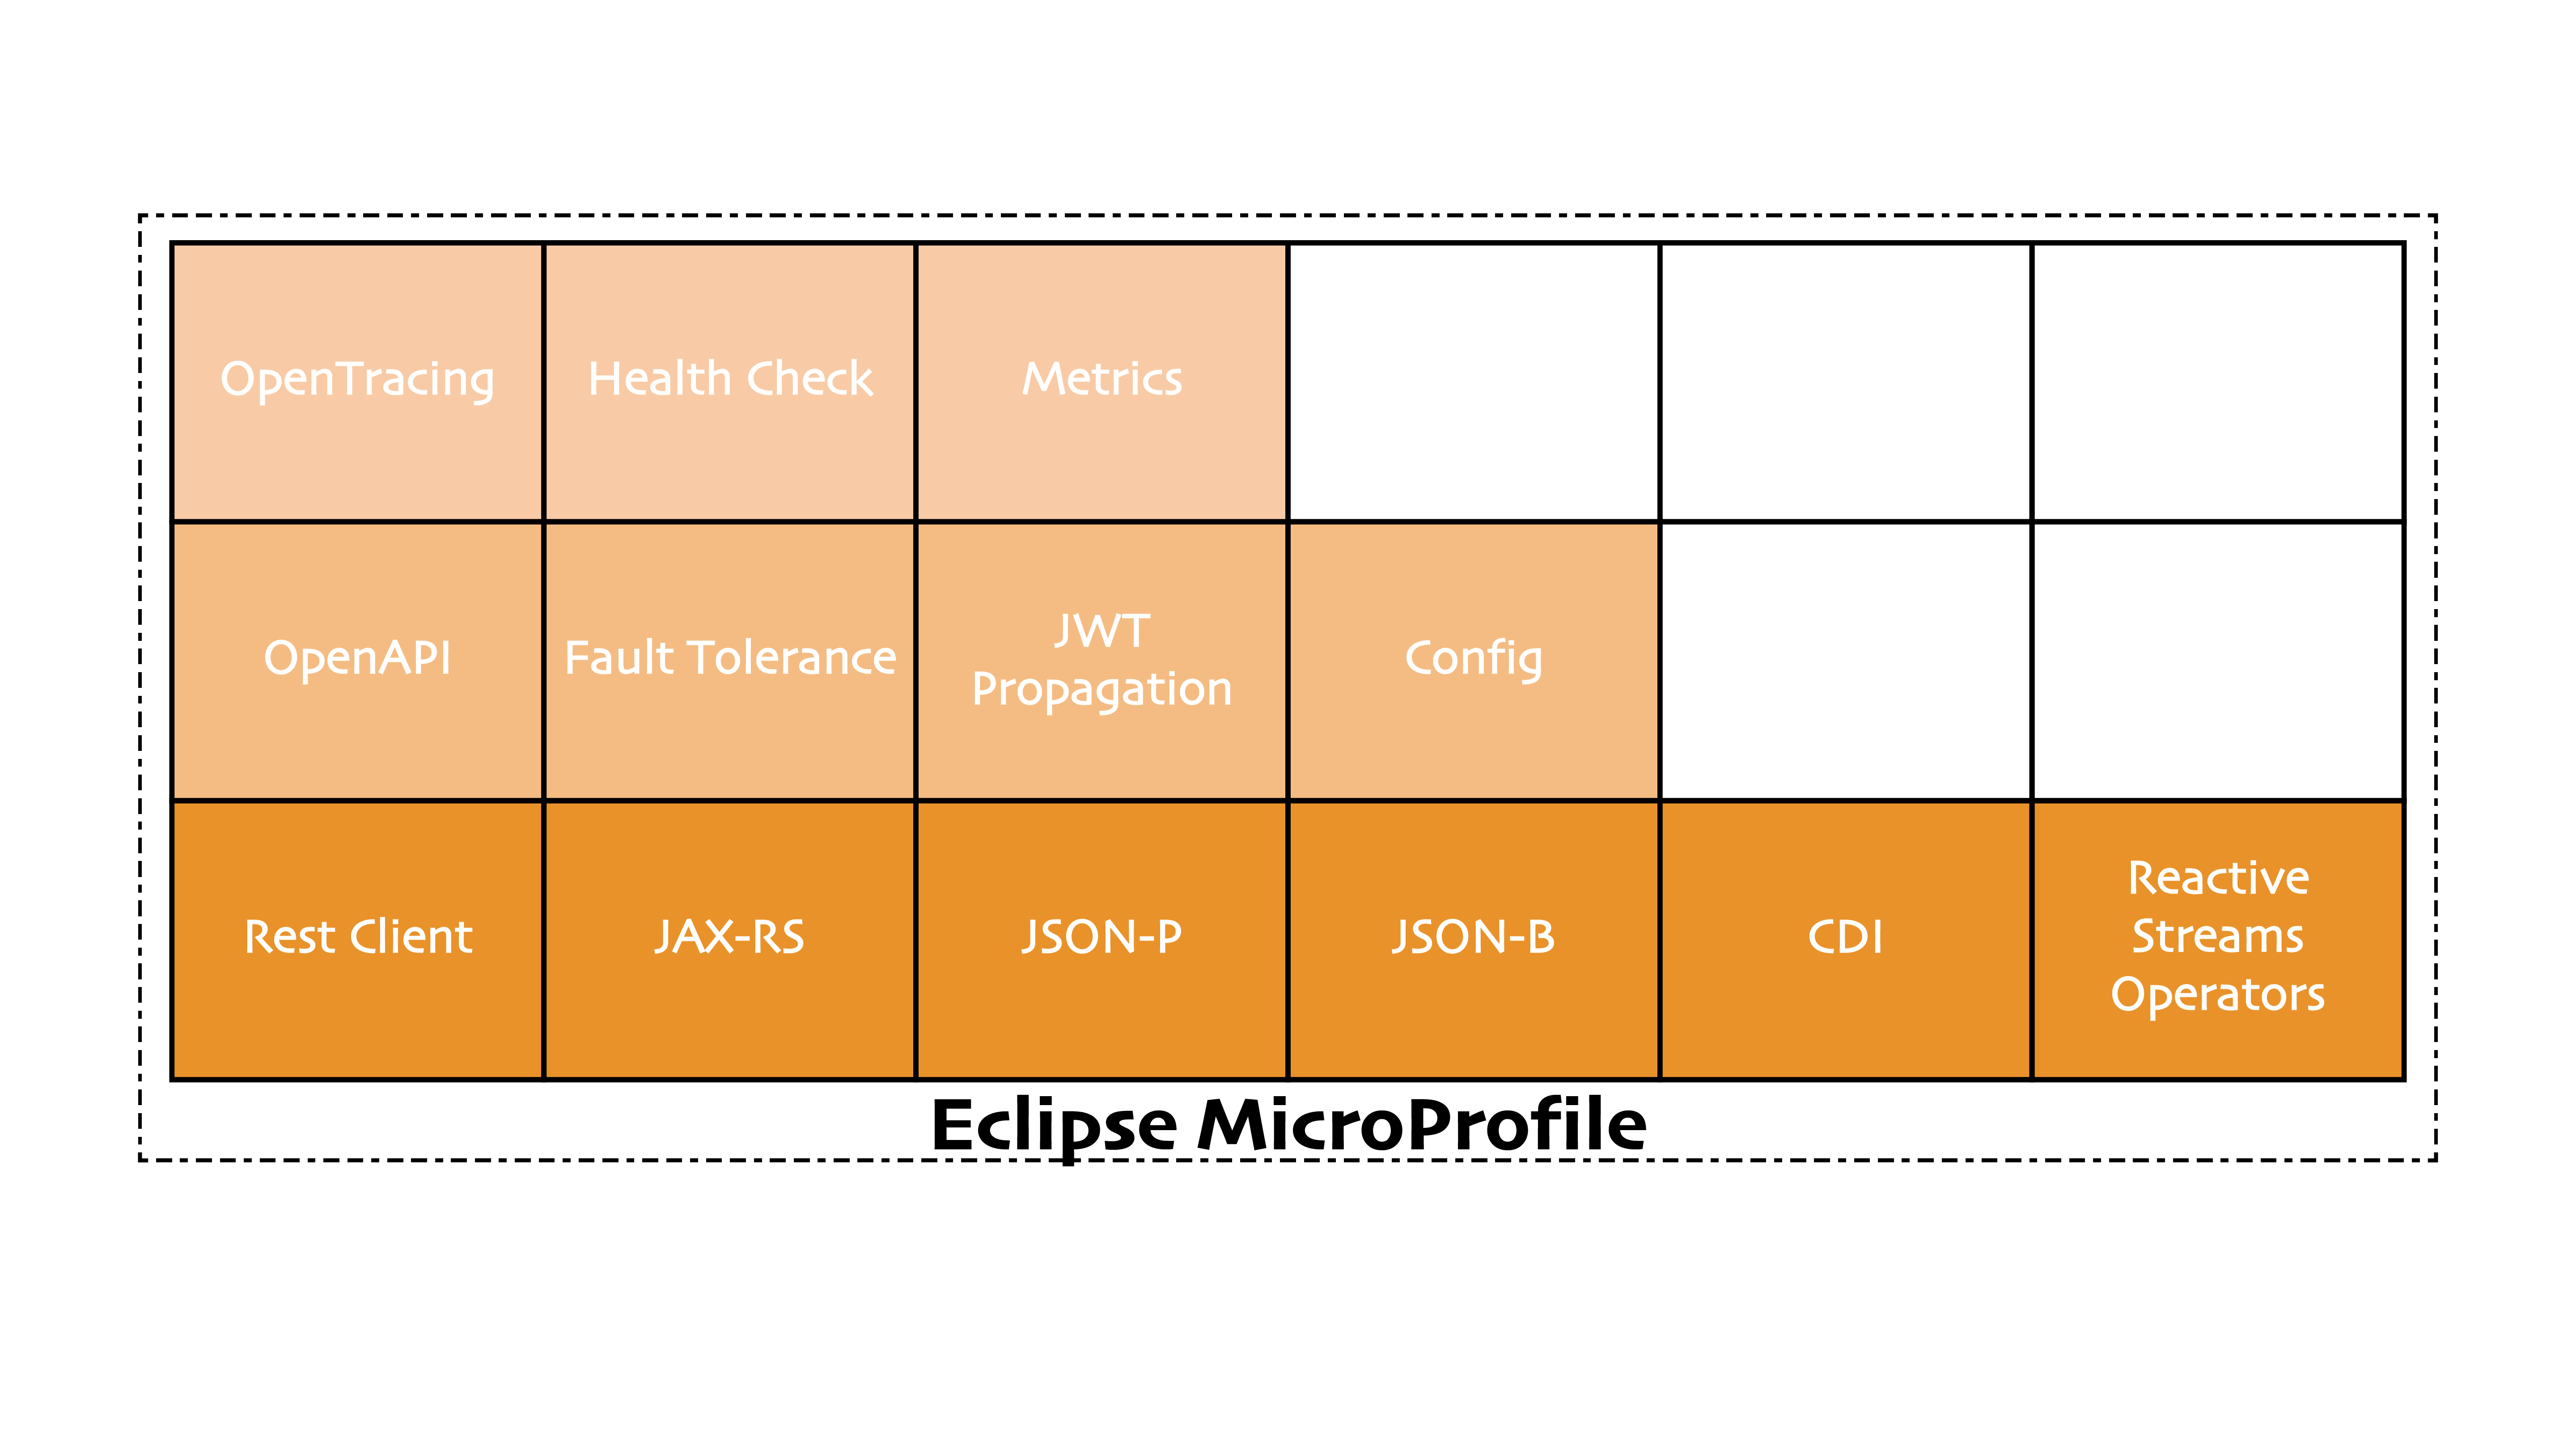 OpenTracing
Health Check
Metrics
OpenAPI
Fault Tolerance
JWT
Propagation
Config
Rest Client
JAX-RS
JSON-P
JSON-B
CDI
Reactive
Streams
Operators
Eclipse MicroProfile